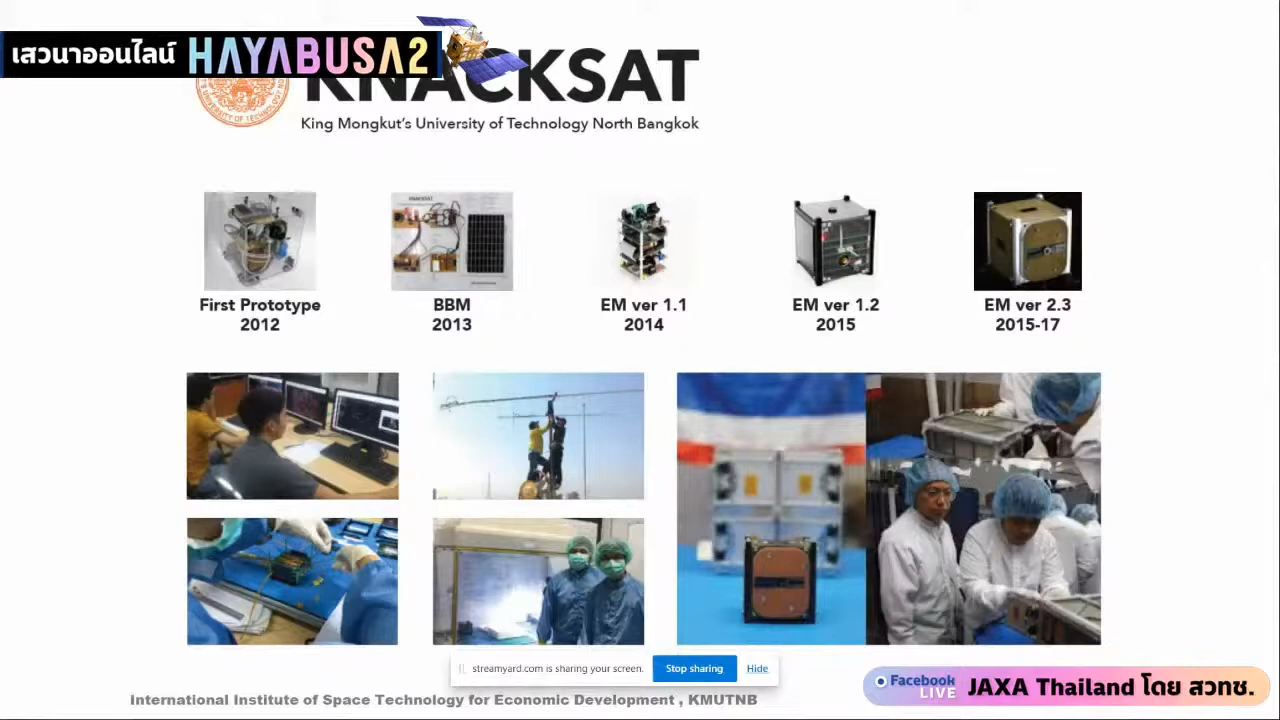 เสวนาออนไลน์ HAYABUSA2
KNACKSAT
King Mongkut's University of Technology North Bangkok
First Prototype
2012
BBM
2013
EM ver 1.1
2014
EM ver 1.2
2015
EM ver 2.3
2015-17
streamyard.com is sharing your screen.
Stop sharing
Hide
International Institute of Space Technology for Economic Development , KMUTNB
Facebook
LIVE
JAXA Thailand โดย สวทช.